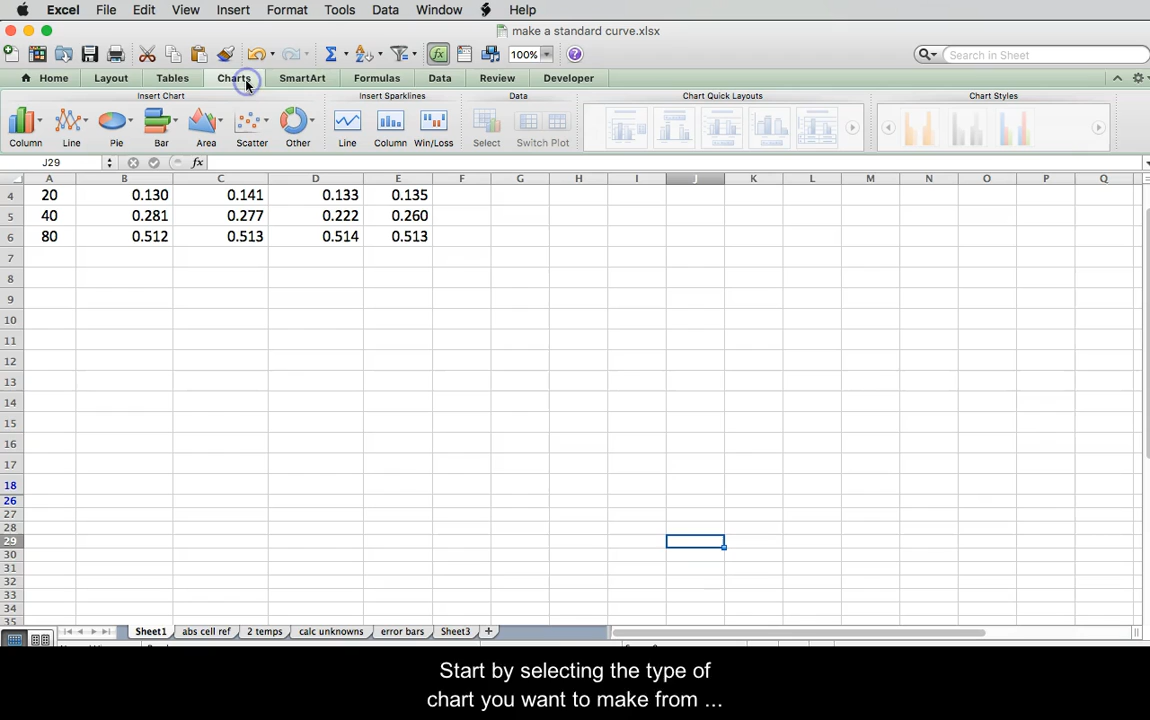 Excel File Edit View Insert Format Tools Data Window Help
make a standard curve.xlsx
100% Search in Sheet
Home Layout Tables Charts SmartArt Formulas Data Review Developer
Insert Chart Insert Sparklines Data Chart Quick Layouts Chart Styles
Column Line Pie Bar Area Scatter Other Line Column Win/Loss Select Switch Plot
J29 fx
A B C D E F G H I J K L M N O P Q
4 20 0.130 0.141 0.133 0.135
5 40 0.281 0.277 0.222 0.260
6 80 0.512 0.513 0.514 0.513
7
8
9
10
11
12
13
14
15
16
17
18
26
27
28
29
30
31
32
33
34
35
Sheet1 abs cell ref 2 temps calc unknowns error bars Sheet3
Start by selecting the type of
chart you want to make from ...